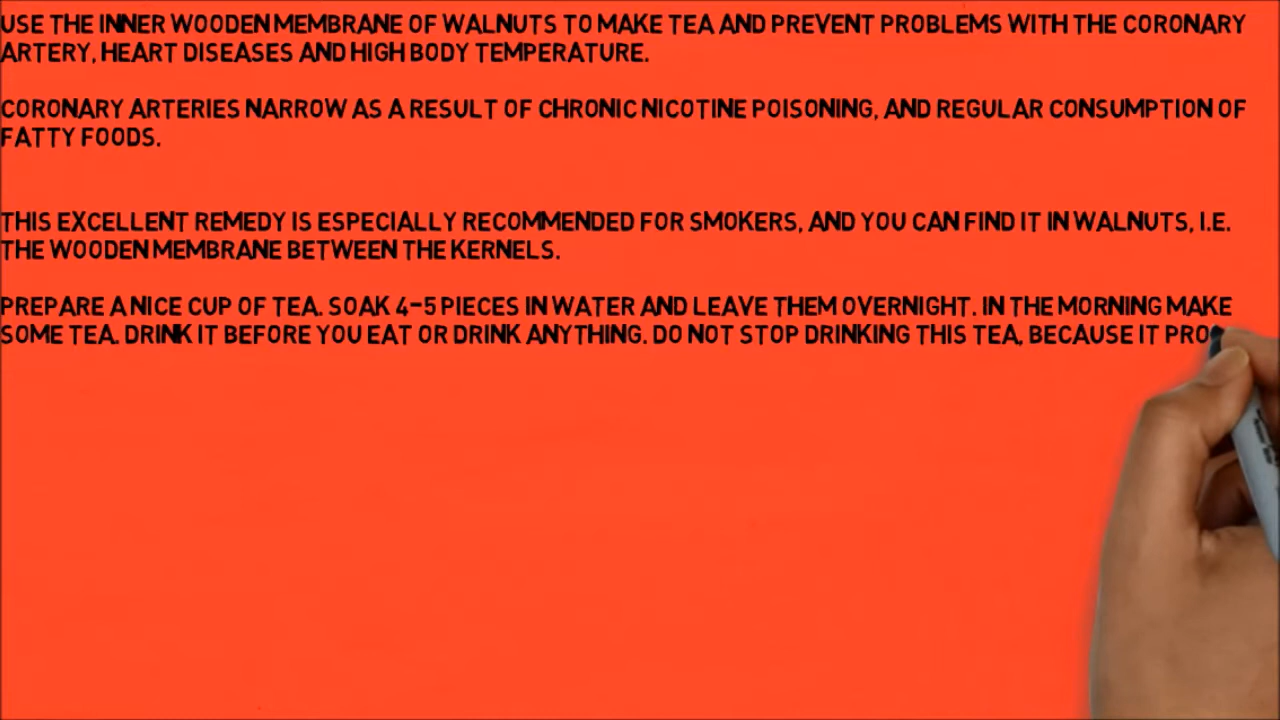 USE THE INNER WOODEN MEMBRANE OF WALNUTS TO MAKE TEA AND PREVENT PROBLEMS WITH THE CORONARY
ARTERY, HEART DISEASES AND HIGH BODY TEMPERATURE.
CORONARY ARTERIES NARROW AS A RESULT OF CHRONIC NICOTINE POISONING, AND REGULAR CONSUMPTION OF
FATTY FOODS.
THIS EXCELLENT REMEDY IS ESPECIALLY RECOMMENDED FOR SMOKERS, AND YOU CAN FIND IT IN WALNUTS, I.E.
THE WOODEN MEMBRANE BETWEEN THE KERNELS.
PREPARE A NICE CUP OF TEA. SOAK 4-5 PIECES IN WATER AND LEAVE THEM OVERNIGHT. IN THE MORNING MAKE
SOME TEA. DRINK IT BEFORE YOU EAT OR DRINK ANYTHING. DO NOT STOP DRINKING THIS TEA, BECAUSE IT PRO